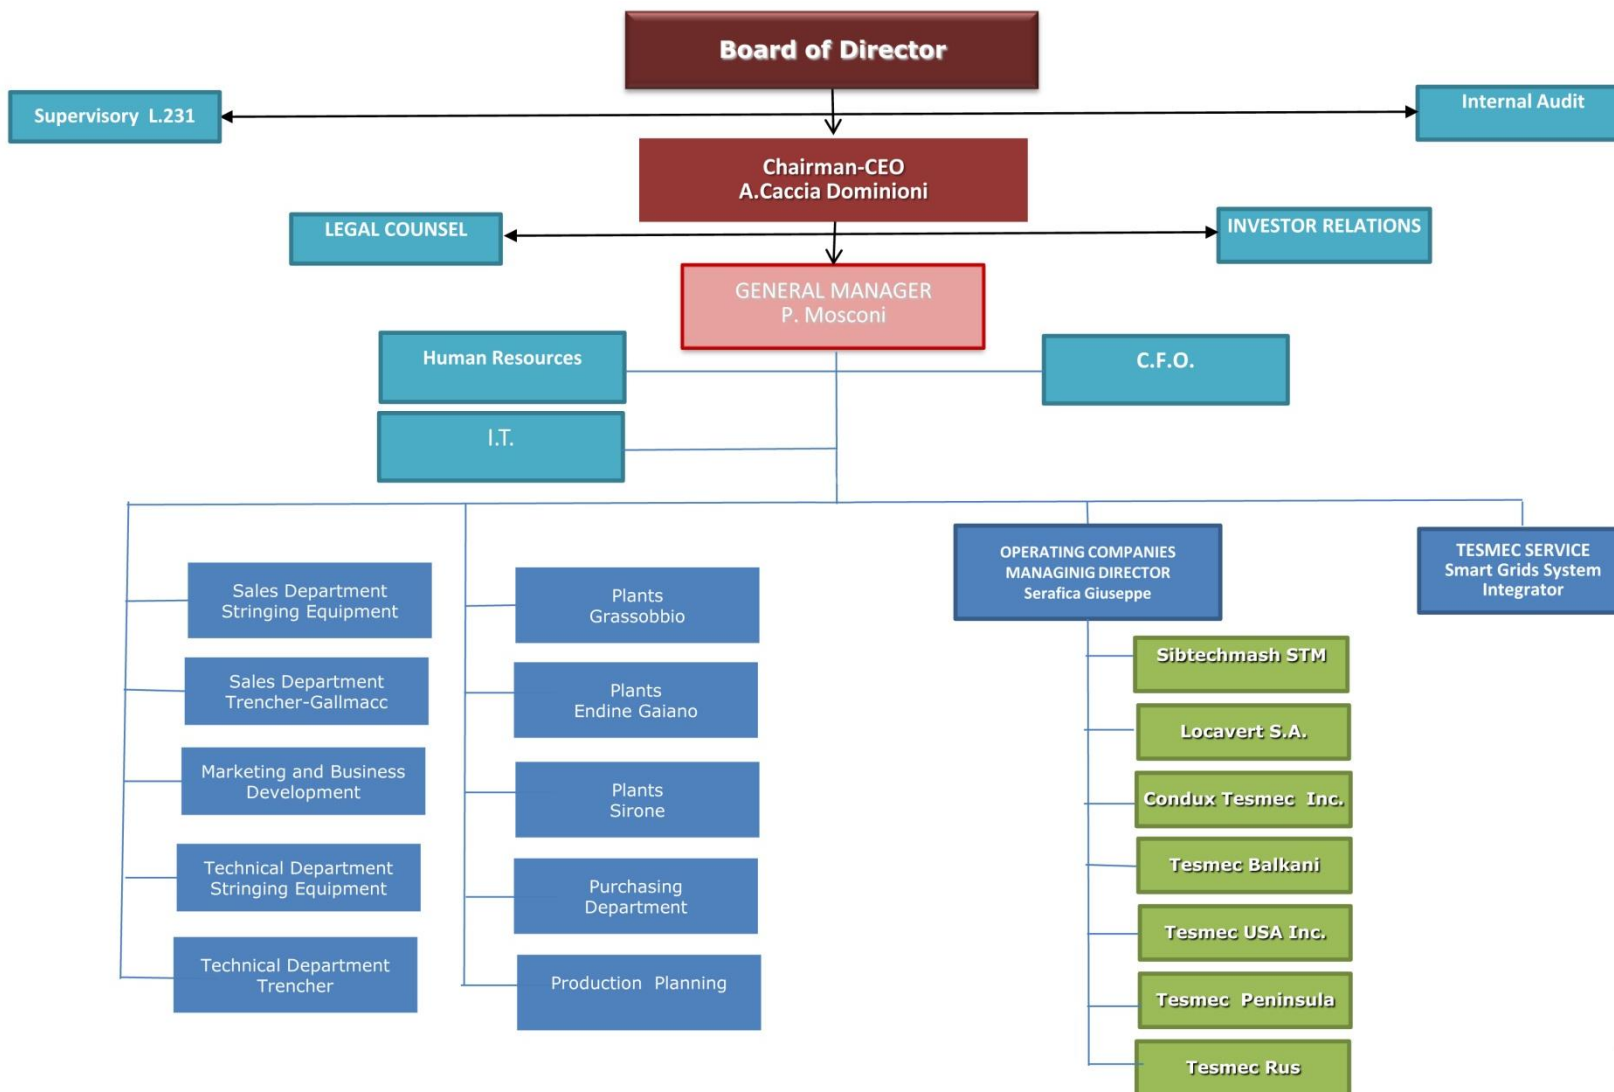 Board of Director
Supervisory L.231
Internal Audit
Chairman-CEO
A.Caccia Dominioni
LEGAL COUNSEL
INVESTOR RELATIONS
GENERAL MANAGER
P. Mosconi
Human Resources
C.F.O.
I.T.
Sales Department
Stringing Equipment
Sales Department
Trencher-Gallmacc
Marketing and Business
Development
Technical Department
Stringing Equipment
Technical Department
Trencher
Plants
Grassobbio
Plants
Endine Gaiano
Plants
Sirone
Purchasing
Department
Production Planning
OPERATING COMPANIES
MANAGINIG DIRECTOR
Serafica Giuseppe
Sibtechmash STM
Locavert S.A.
Condux Tesmec Inc.
Tesmec Balkani
Tesmec USA Inc.
Tesmec Peninsula
Tesmec Rus
TESMEC SERVICE
Smart Grids System
Integrator